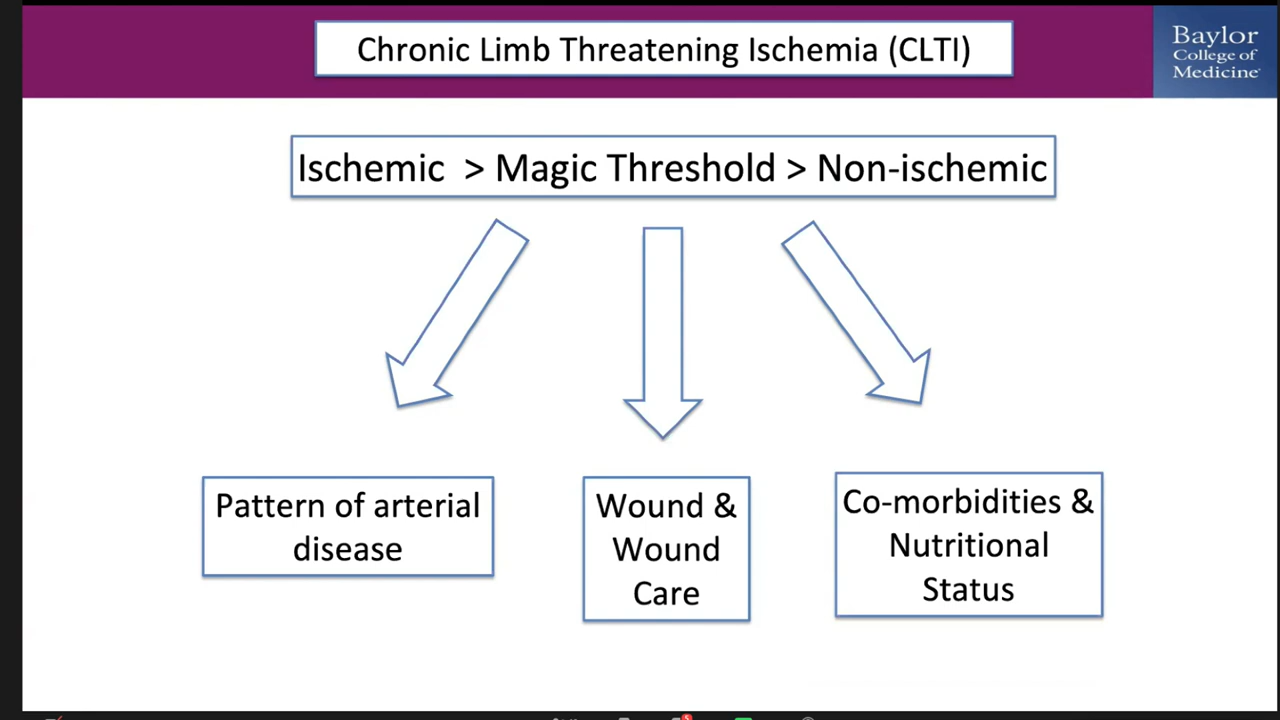 Chronic Limb Threatening Ischemia (CLTI)
Baylor
College of
Medicine
Ischemic > Magic Threshold > Non-ischemic
Pattern of arterial
disease
Wound &
Wound
Care
Co-morbidities &
Nutritional
Status